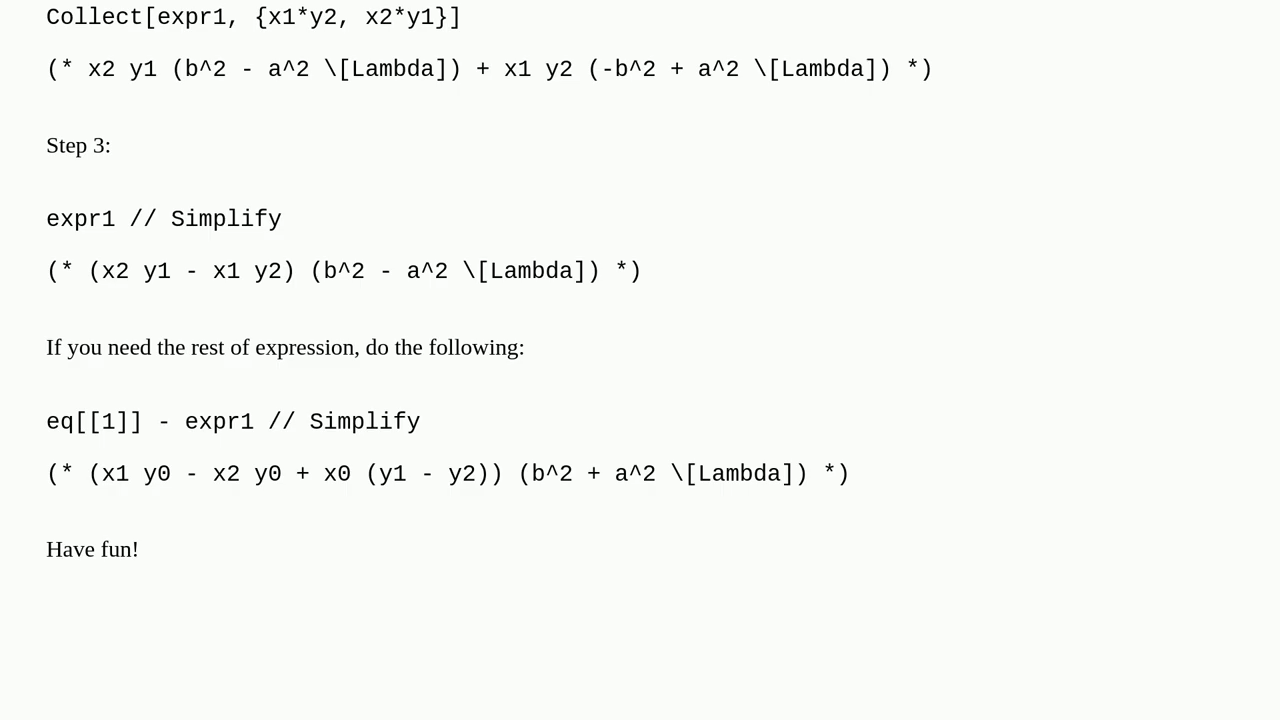 Collect[expr1, {x1*y2, x2*y1}]
(* x2 y1 (b^2 - a^2 \[Lambda]) + x1 y2 (-b^2 + a^2 \[Lambda]) *)
Step 3:
expr1 // Simplify
(* (x2 y1 - x1 y2) (b^2 - a^2 \[Lambda]) *)
If you need the rest of expression, do the following:
eq[[1]] - expr1 // Simplify
(* (x1 y0 - x2 y0 + x0 (y1 - y2)) (b^2 + a^2 \[Lambda]) *)
Have fun!